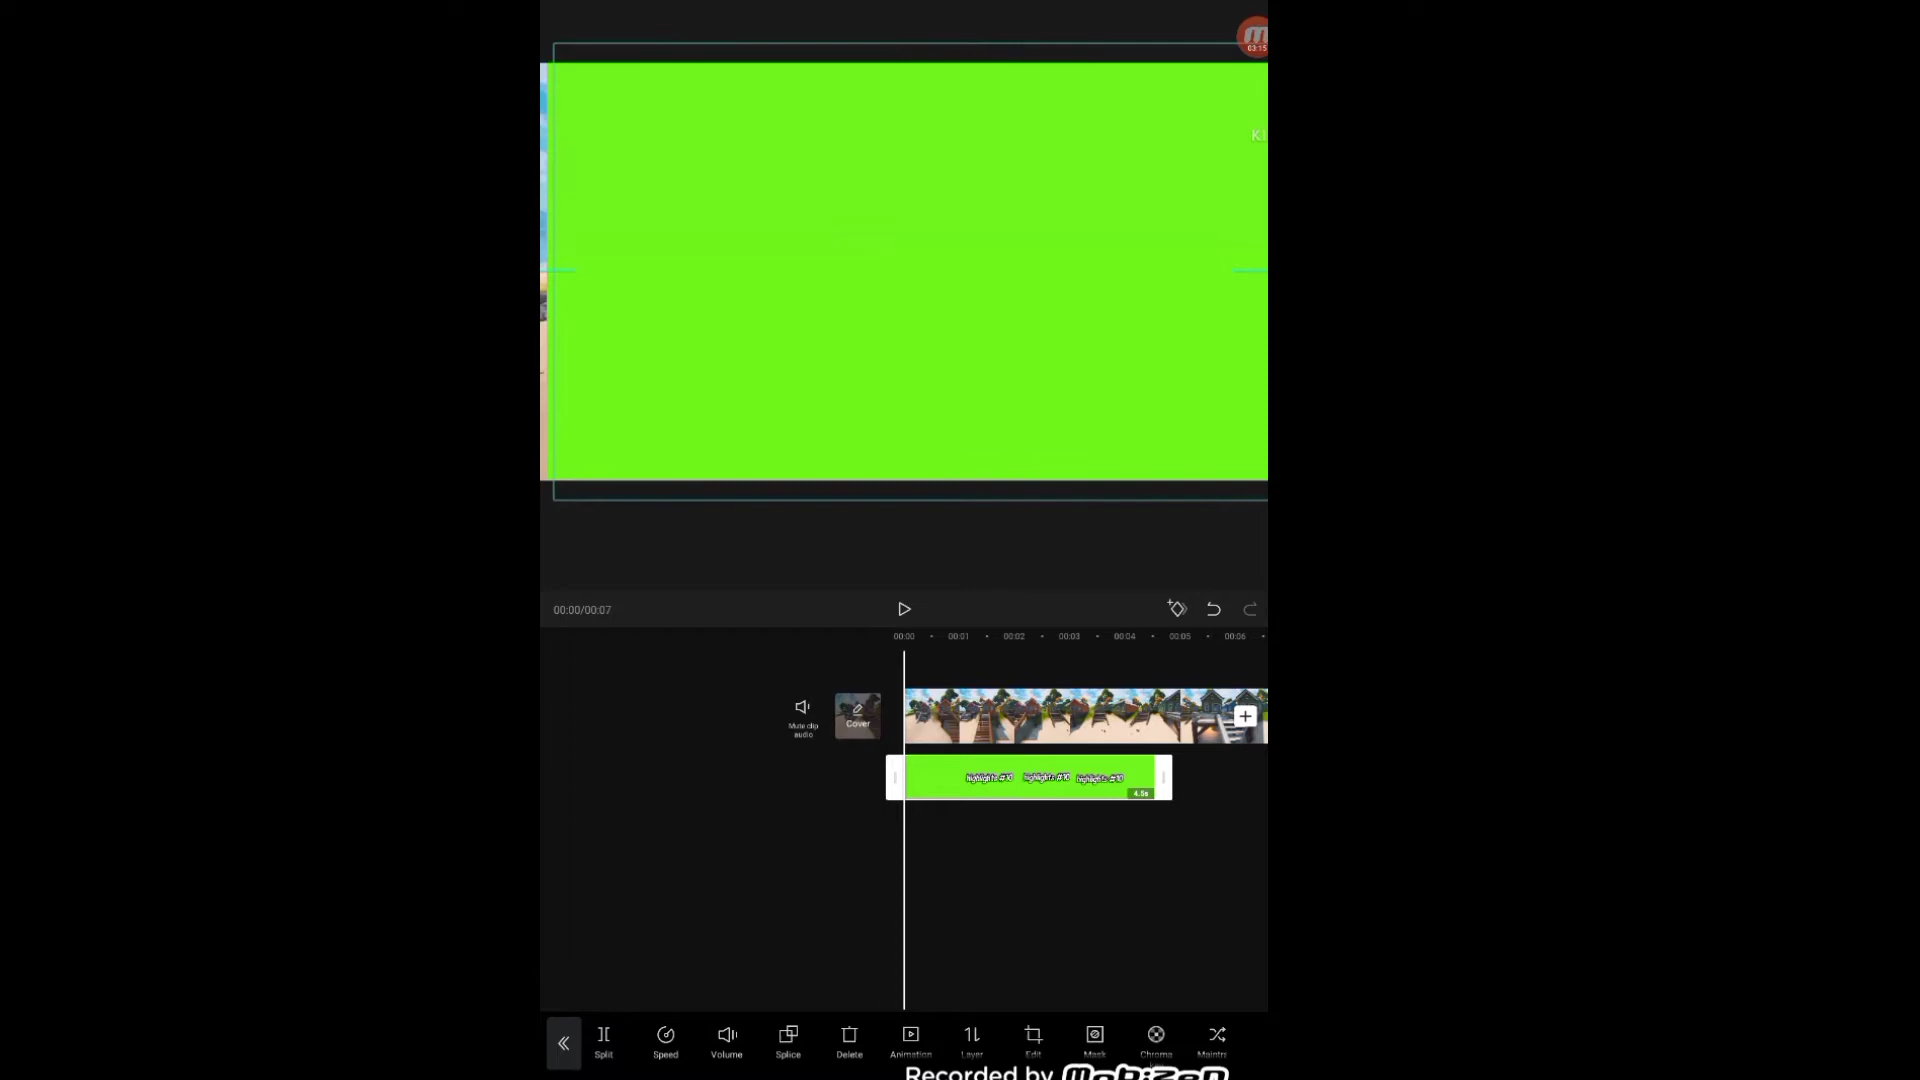 03:15
00:00/00:07
00:00 00:01 00:02 00:03 00:04 00:05 00:06
Mute clip
audio
Cover
highlights #10 highlights #10 highlights #10
4.5s
Split Speed Volume Splice Delete Animation Layer Edit Mask Chroma
Recorded by mobizen